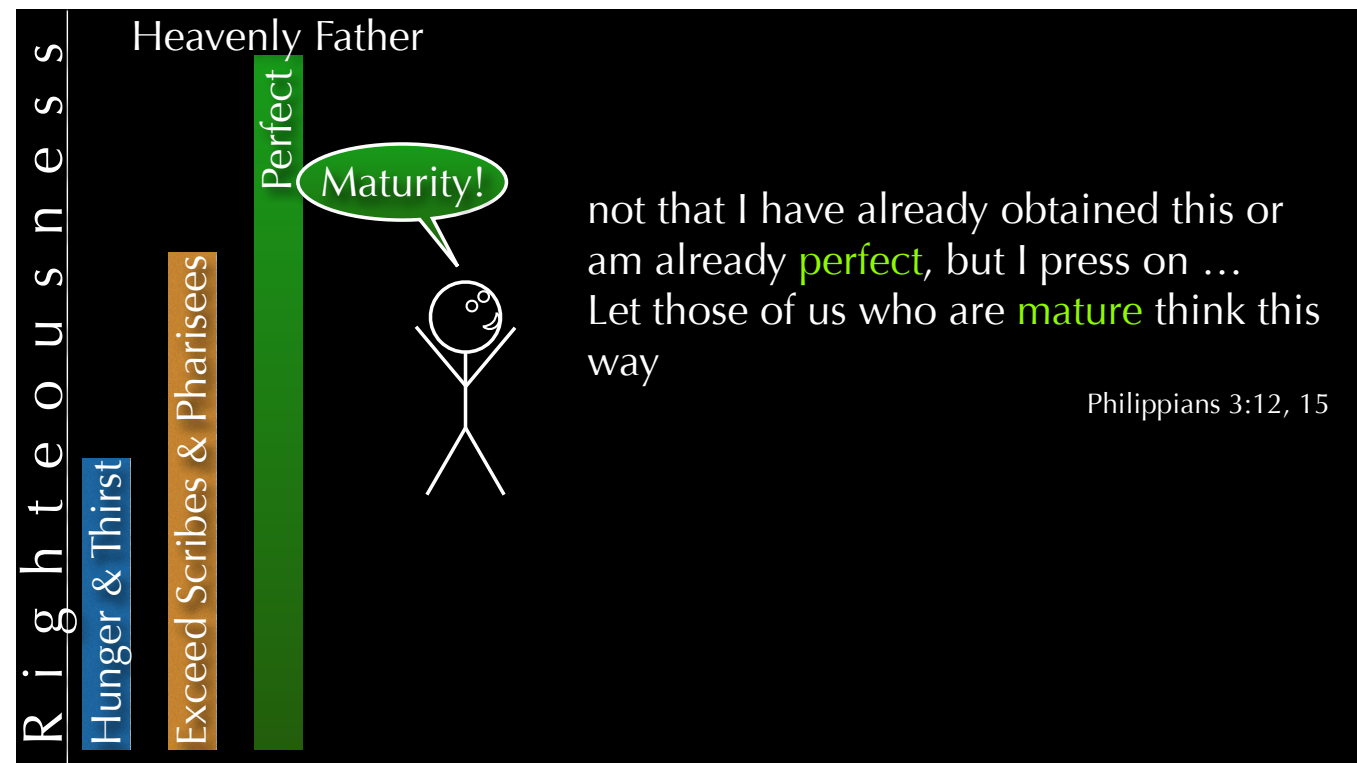 Righteousness
Heavenly Father
Hunger & Thirst
Exceed Scribes & Pharisees
Perfect
Maturity!
not that I have already obtained this or
am already perfect, but I press on …
Let those of us who are mature think this
way
Philippians 3:12, 15